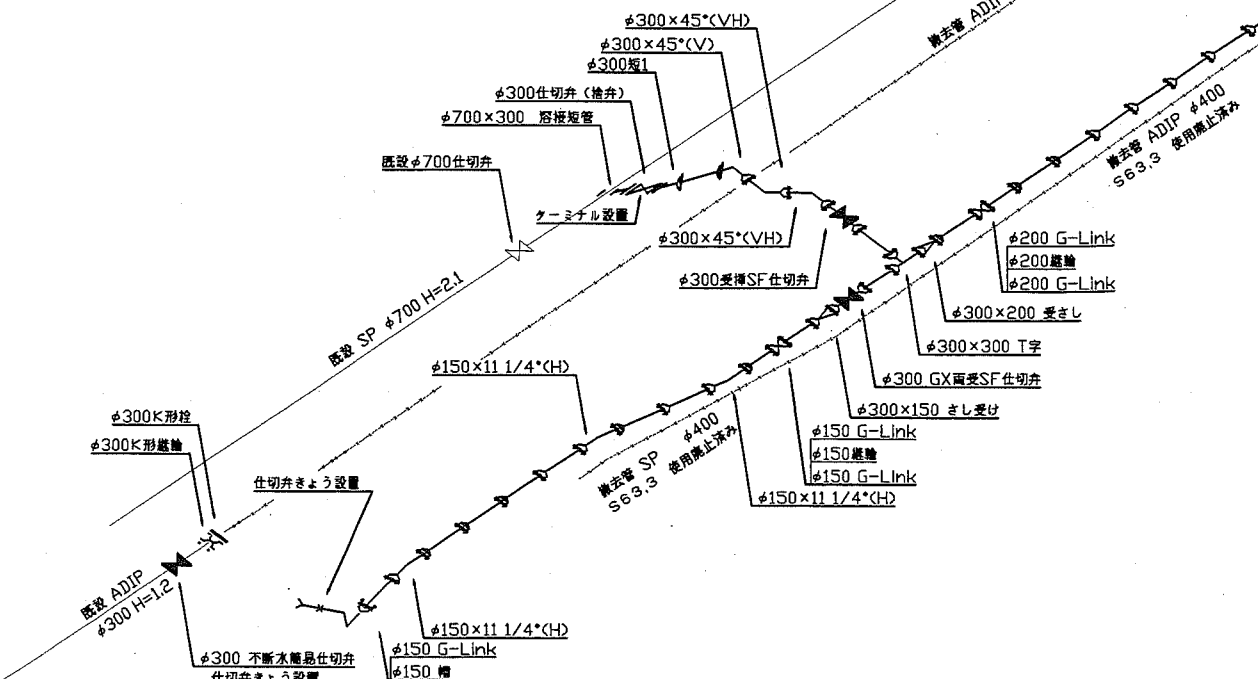 φ300×45°(VH)
φ300×45°(V)
φ300短1
φ300仕切弁（捨弁）
φ700×300 溶接短管
既設φ700仕切弁
ターミナル設置
φ300×45°(VH)
φ300受挿SF仕切弁
撤去管 ADIP
撤去管 ADIP φ400
S63.3 使用廃止済み
φ200 G-Link
φ200継輪
φ200 G-Link
φ300×200 受さし
φ300×300 T字
φ300 GX両受SF仕切弁
φ300×150 さし受け
φ150 G-Link
φ150継輪
φ150 G-Link
φ150×11 1/4°(H)
既設 SP φ700 H=2.1
φ150×11 1/4°(H)
撤去管 SP φ400
S63.3 使用廃止済み
φ300K形栓
φ300K形継輪
仕切弁きょう設置
既設 ADIP
φ300 H=1.2
φ150×11 1/4°(H)
φ150 G-Link
φ150 帽
φ300 不断水簡易仕切弁
仕切弁きょう設置